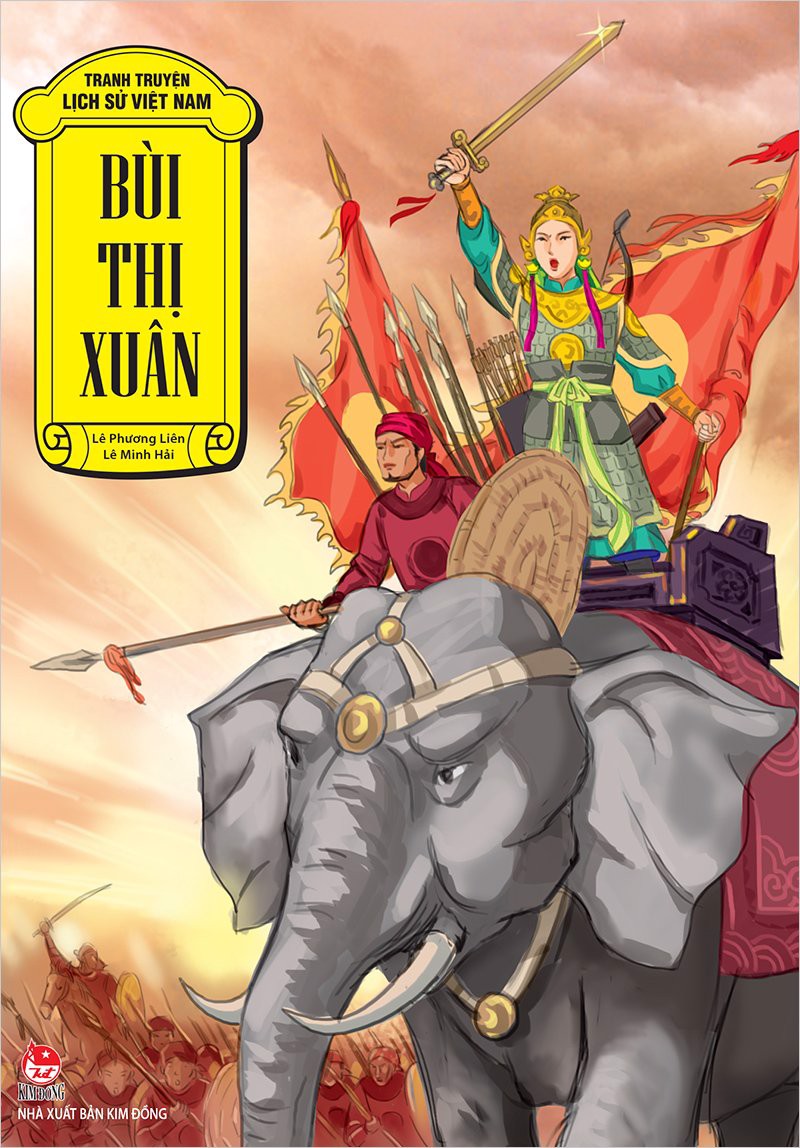 TRANH TRUYỆN
LỊCH SỬ VIỆT NAM
BÙI
THỊ
XUÂN
Lê Phương Liên
Lê Minh Hải
KIM ĐỒNG
NHÀ XUẤT BẢN KIM ĐỒNG